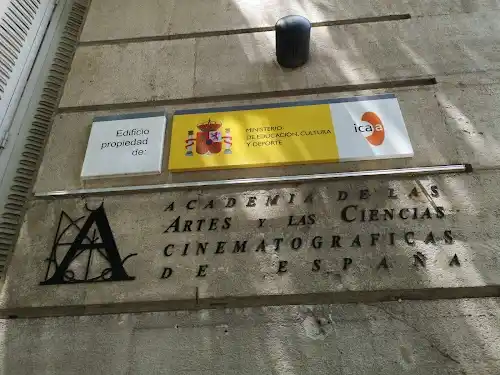 Edificio
propiedad
de:
MINISTERIO
DE EDUCACIÓN, CULTURA
Y DEPORTE
icaa
A
ACADEMIA DE LAS
ARTES Y LAS CIENCIAS
CINEMATOGRAFICAS
DE ESPAÑA